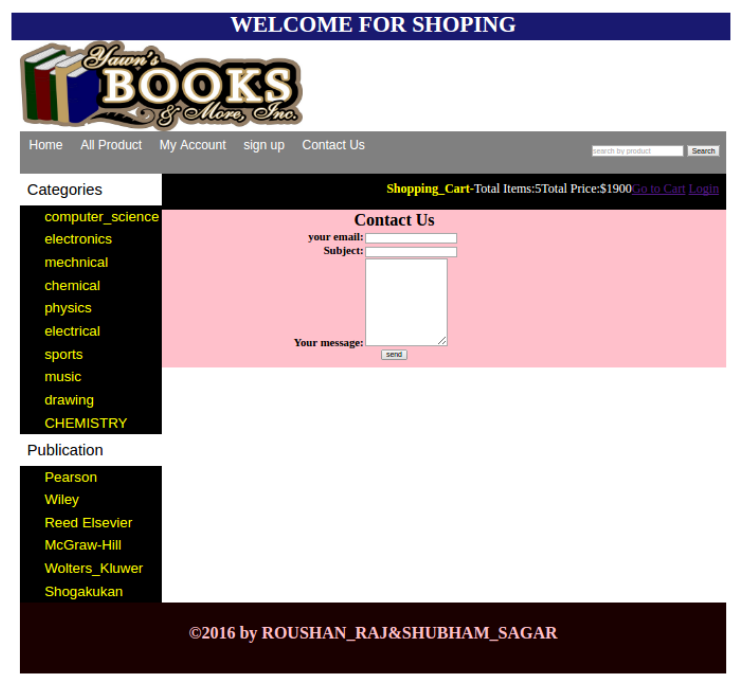 WELCOME FOR SHOPING
Yawn's
BOOKS
& More, Inc.
Home All Product My Account sign up Contact Us
search by product Search
Categories
Shopping_Cart-Total Items:5Total Price:$1900Go to Cart Login
computer_science
electronics
mechnical
chemical
physics
electrical
sports
music
drawing
CHEMISTRY
Contact Us
your email:
Subject:
Your message:
send
Publication
Pearson
Wiley
Reed Elsevier
McGraw-Hill
Wolters_Kluwer
Shogakukan
©2016 by ROUSHAN_RAJ&SHUBHAM_SAGAR